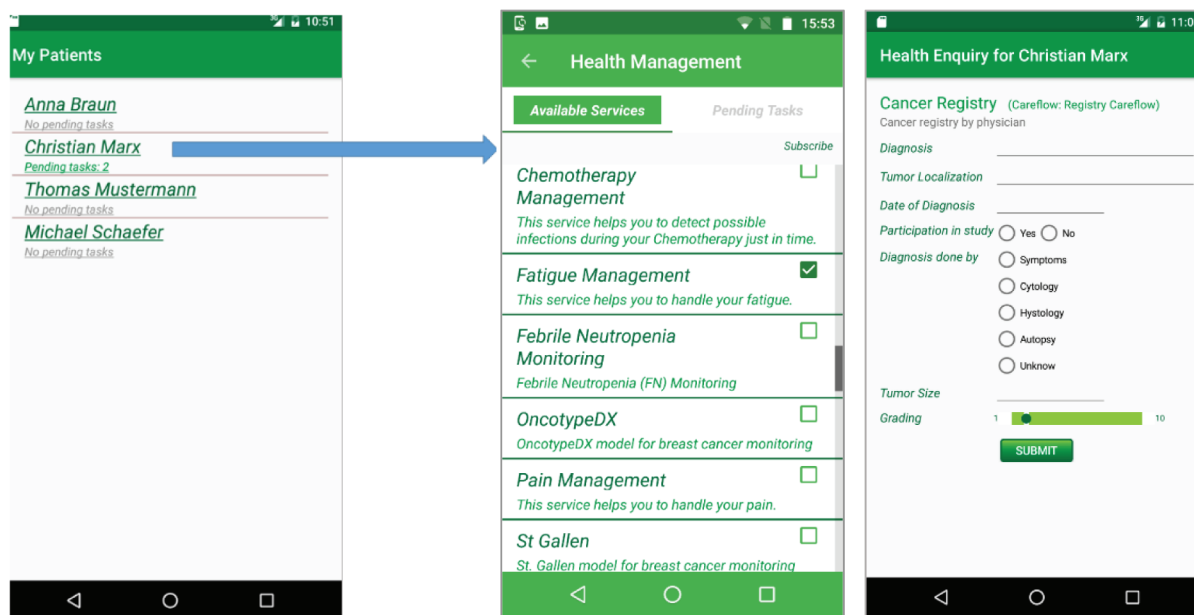 10:51
My Patients
Anna Braun
No pending tasks
Christian Marx
Pending tasks: 2
Thomas Mustermann
No pending tasks
Michael Schaefer
No pending tasks
15:53
Health Management
Available Services
Pending Tasks
Subscribe
Chemotherapy
Management
This service helps you to detect possible
infections during your Chemotherapy just in time.
Fatigue Management
This service helps you to handle your fatigue.
Febrile Neutropenia
Monitoring
Febrile Neutropenia (FN) Monitoring
OncotypeDX
OncotypeDX model for breast cancer monitoring
Pain Management
This service helps you to handle your pain.
St Gallen
St. Gallen model for breast cancer monitoring
11:0
Health Enquiry for Christian Marx
Cancer Registry (Careflow: Registry Careflow)
Cancer registry by physician
Diagnosis
Tumor Localization
Date of Diagnosis
Participation in study Yes No
Diagnosis done by Symptoms
Cytology
Hystology
Autopsy
Unknow
Tumor Size
Grading 1 10
SUBMIT